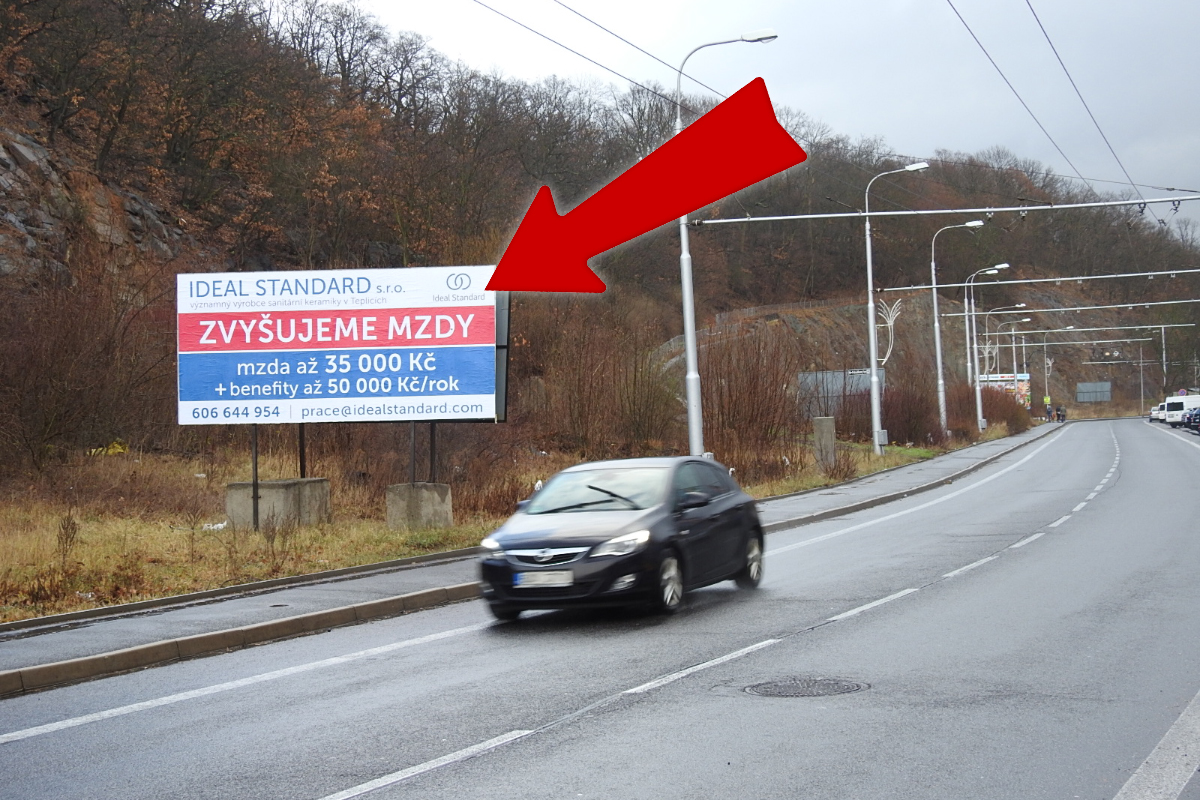 IDEAL STANDARD s.r.o.
významný výrobce sanitární keramiky v Teplicích
Ideal Standard
ZVYŠUJEME MZDY
mzda až 35 000 Kč
+ benefity až 50 000 Kč/rok
606 644 954 | prace@idealstandard.com